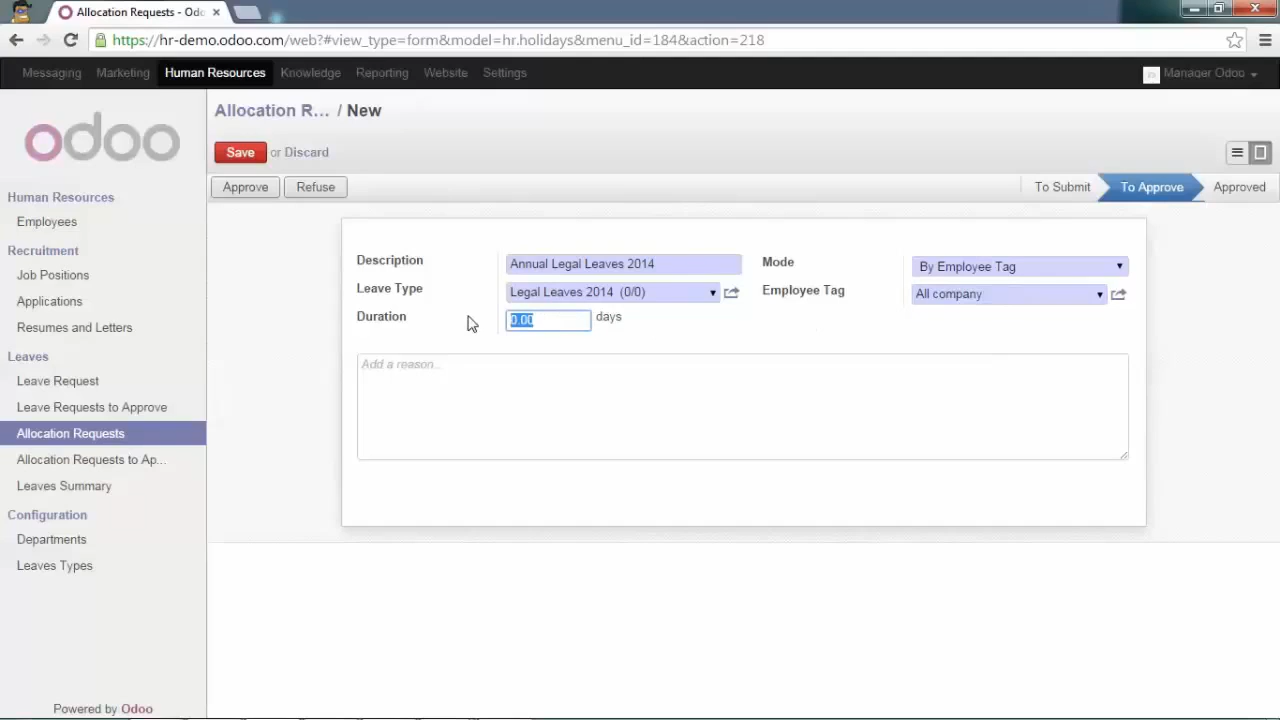 Allocation Requests - Odo
https://hr-demo.odoo.com/web?#view_type=form&model=hr.holidays&menu_id=184&action=218
Messaging Marketing Human Resources Knowledge Reporting Website Settings Manager Odoo
odoo
Allocation R... / New
Save or Discard
Approve Refuse To Submit To Approve Approved
Human Resources
Employees
Recruitment
Job Positions
Applications
Resumes and Letters
Leaves
Leave Request
Leave Requests to Approve
Allocation Requests
Allocation Requests to Ap...
Leaves Summary
Configuration
Departments
Leaves Types
Powered by Odoo
Description Annual Legal Leaves 2014 Mode By Employee Tag
Leave Type Legal Leaves 2014 (0/0) Employee Tag All company
Duration 0.00 days
Add a reason...